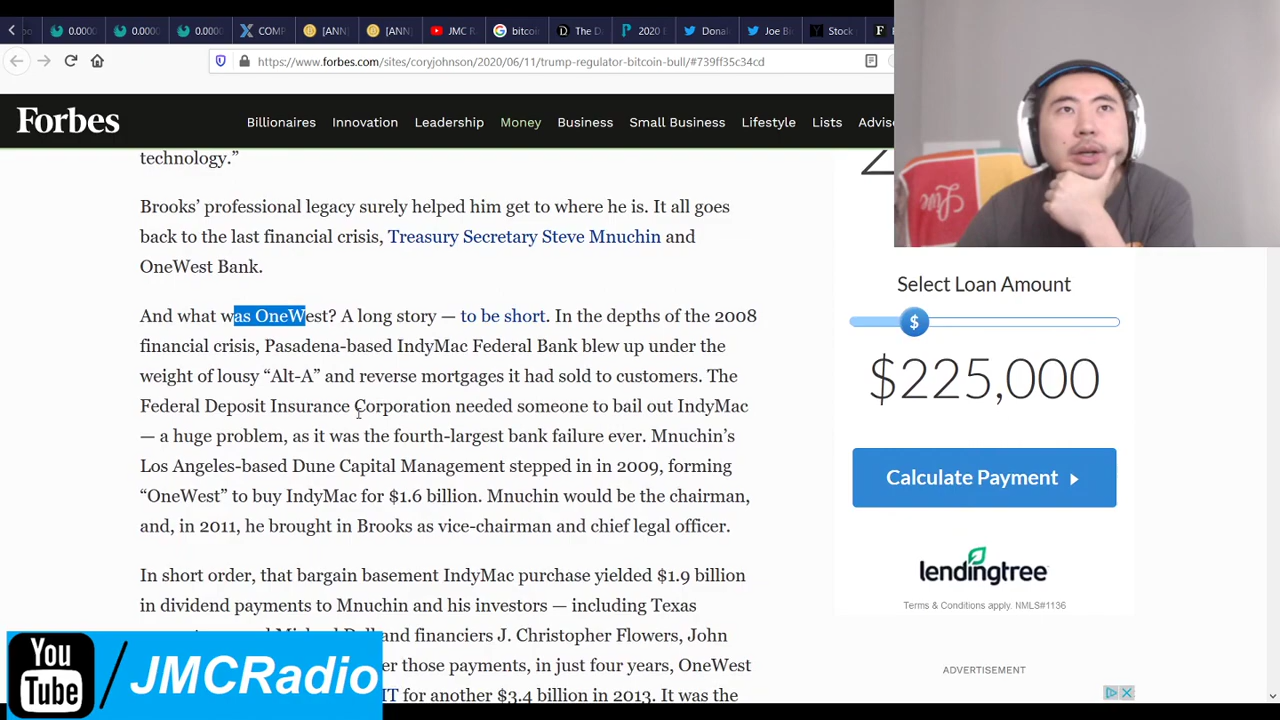 0.0000
0.0000
0.0000
COMP
[ANN]
[ANN]
JMC R
bitcoi
The D
2020 E
Donal
Joe Bi
Stock
https://www.forbes.com/sites/coryjohnson/2020/06/11/trump-regulator-bitcoin-bull/#739ff35c34cd
Forbes
Billionaires Innovation Leadership Money Business Small Business Lifestyle Lists Advis
technology.”
Brooks’ professional legacy surely helped him get to where he is. It all goes
back to the last financial crisis, Treasury Secretary Steve Mnuchin and
OneWest Bank.
And what was OneWest? A long story — to be short. In the depths of the 2008
financial crisis, Pasadena-based IndyMac Federal Bank blew up under the
weight of lousy “Alt-A” and reverse mortgages it had sold to customers. The
Federal Deposit Insurance Corporation needed someone to bail out IndyMac
— a huge problem, as it was the fourth-largest bank failure ever. Mnuchin’s
Los Angeles-based Dune Capital Management stepped in in 2009, forming
“OneWest” to buy IndyMac for $1.6 billion. Mnuchin would be the chairman,
and, in 2011, he brought in Brooks as vice-chairman and chief legal officer.
In short order, that bargain basement IndyMac purchase yielded $1.9 billion
in dividend payments to Mnuchin and his investors — including Texas
and financiers J. Christopher Flowers, John
er those payments, in just four years, OneWest
IT for another $3.4 billion in 2013. It was the
Select Loan Amount
$
$225,000
Calculate Payment
lendingtree
Terms & Conditions apply. NMLS#1136
ADVERTISEMENT
You
Tube
/JMCRadio
Live